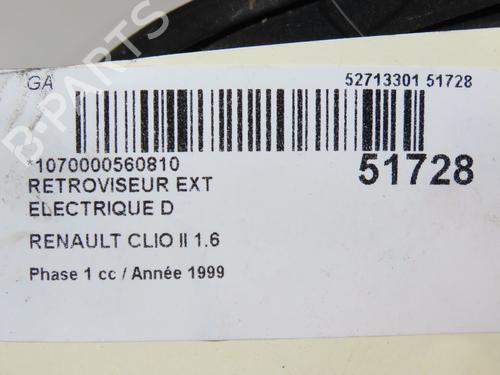 GA
52713301 51728
*1070000560810
51728
RETROVISEUR EXT
ELECTRIQUE D
RENAULT CLIO II 1.6
Phase 1 cc / Année 1999
B-PARTS